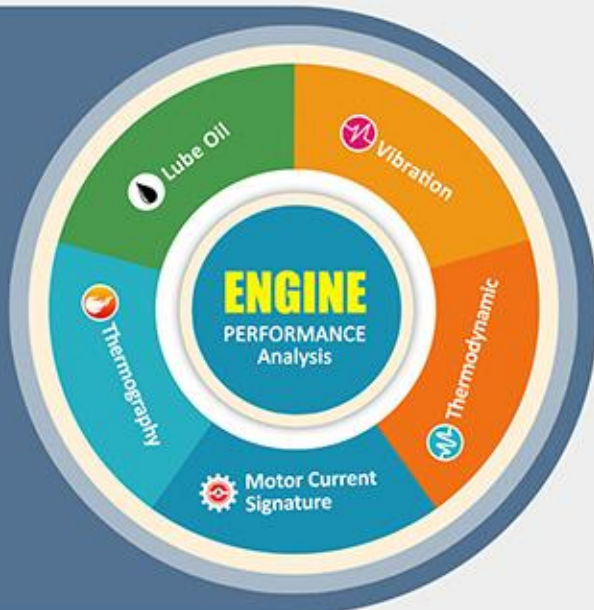 ENGINE
PERFORMANCE
Analysis
Lube Oil
Vibration
Thermodynamic
Motor Current
Signature
Thermography